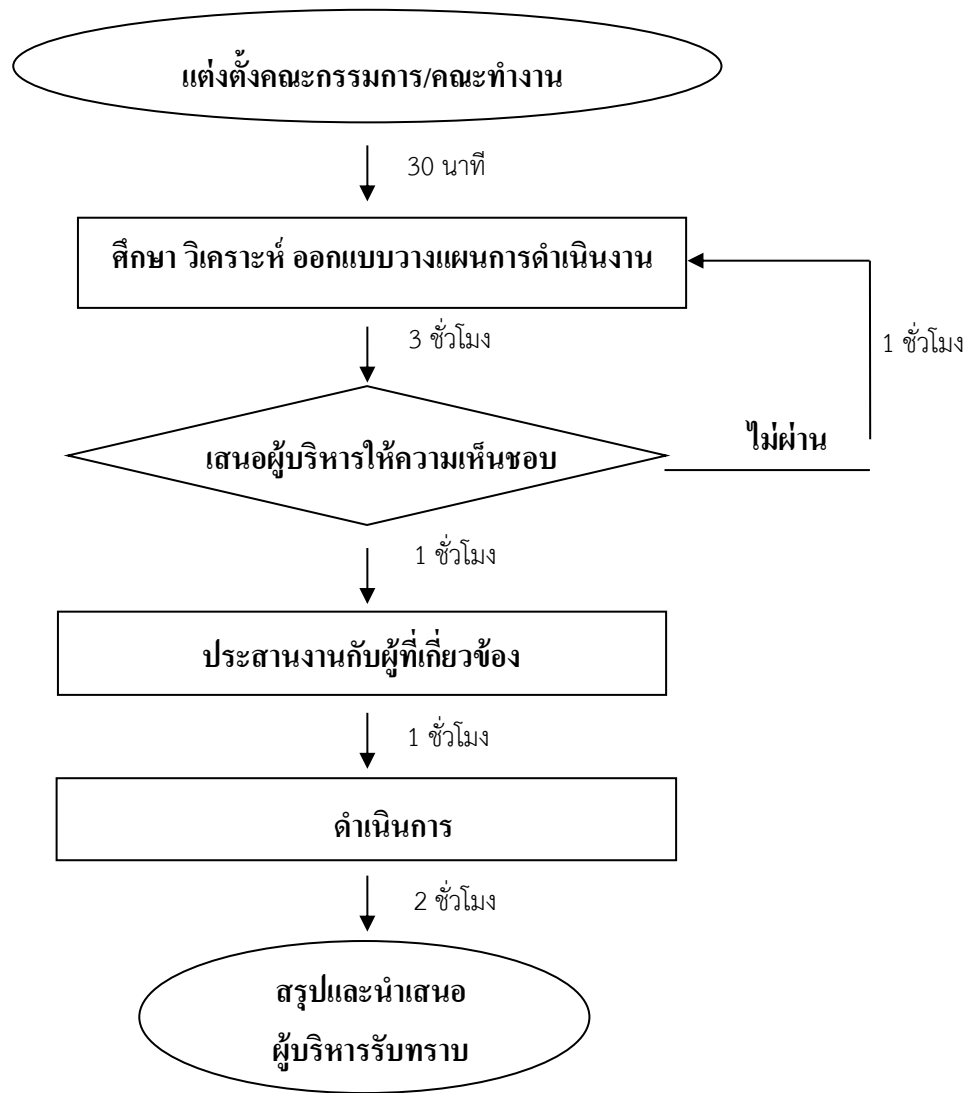 แต่งตั้งคณะกรรมการ/คณะทำงาน
30 นาที
ศึกษา วิเคราะห์ ออกแบบวางแผนการดำเนินงาน
3 ชั่วโมง
1 ชั่วโมง
ไม่ผ่าน
เสนอผู้บริหารให้ความเห็นชอบ
1 ชั่วโมง
ประสานงานกับผู้ที่เกี่ยวข้อง
1 ชั่วโมง
ดำเนินการ
2 ชั่วโมง
สรุปและนำเสนอ
ผู้บริหารรับทราบ